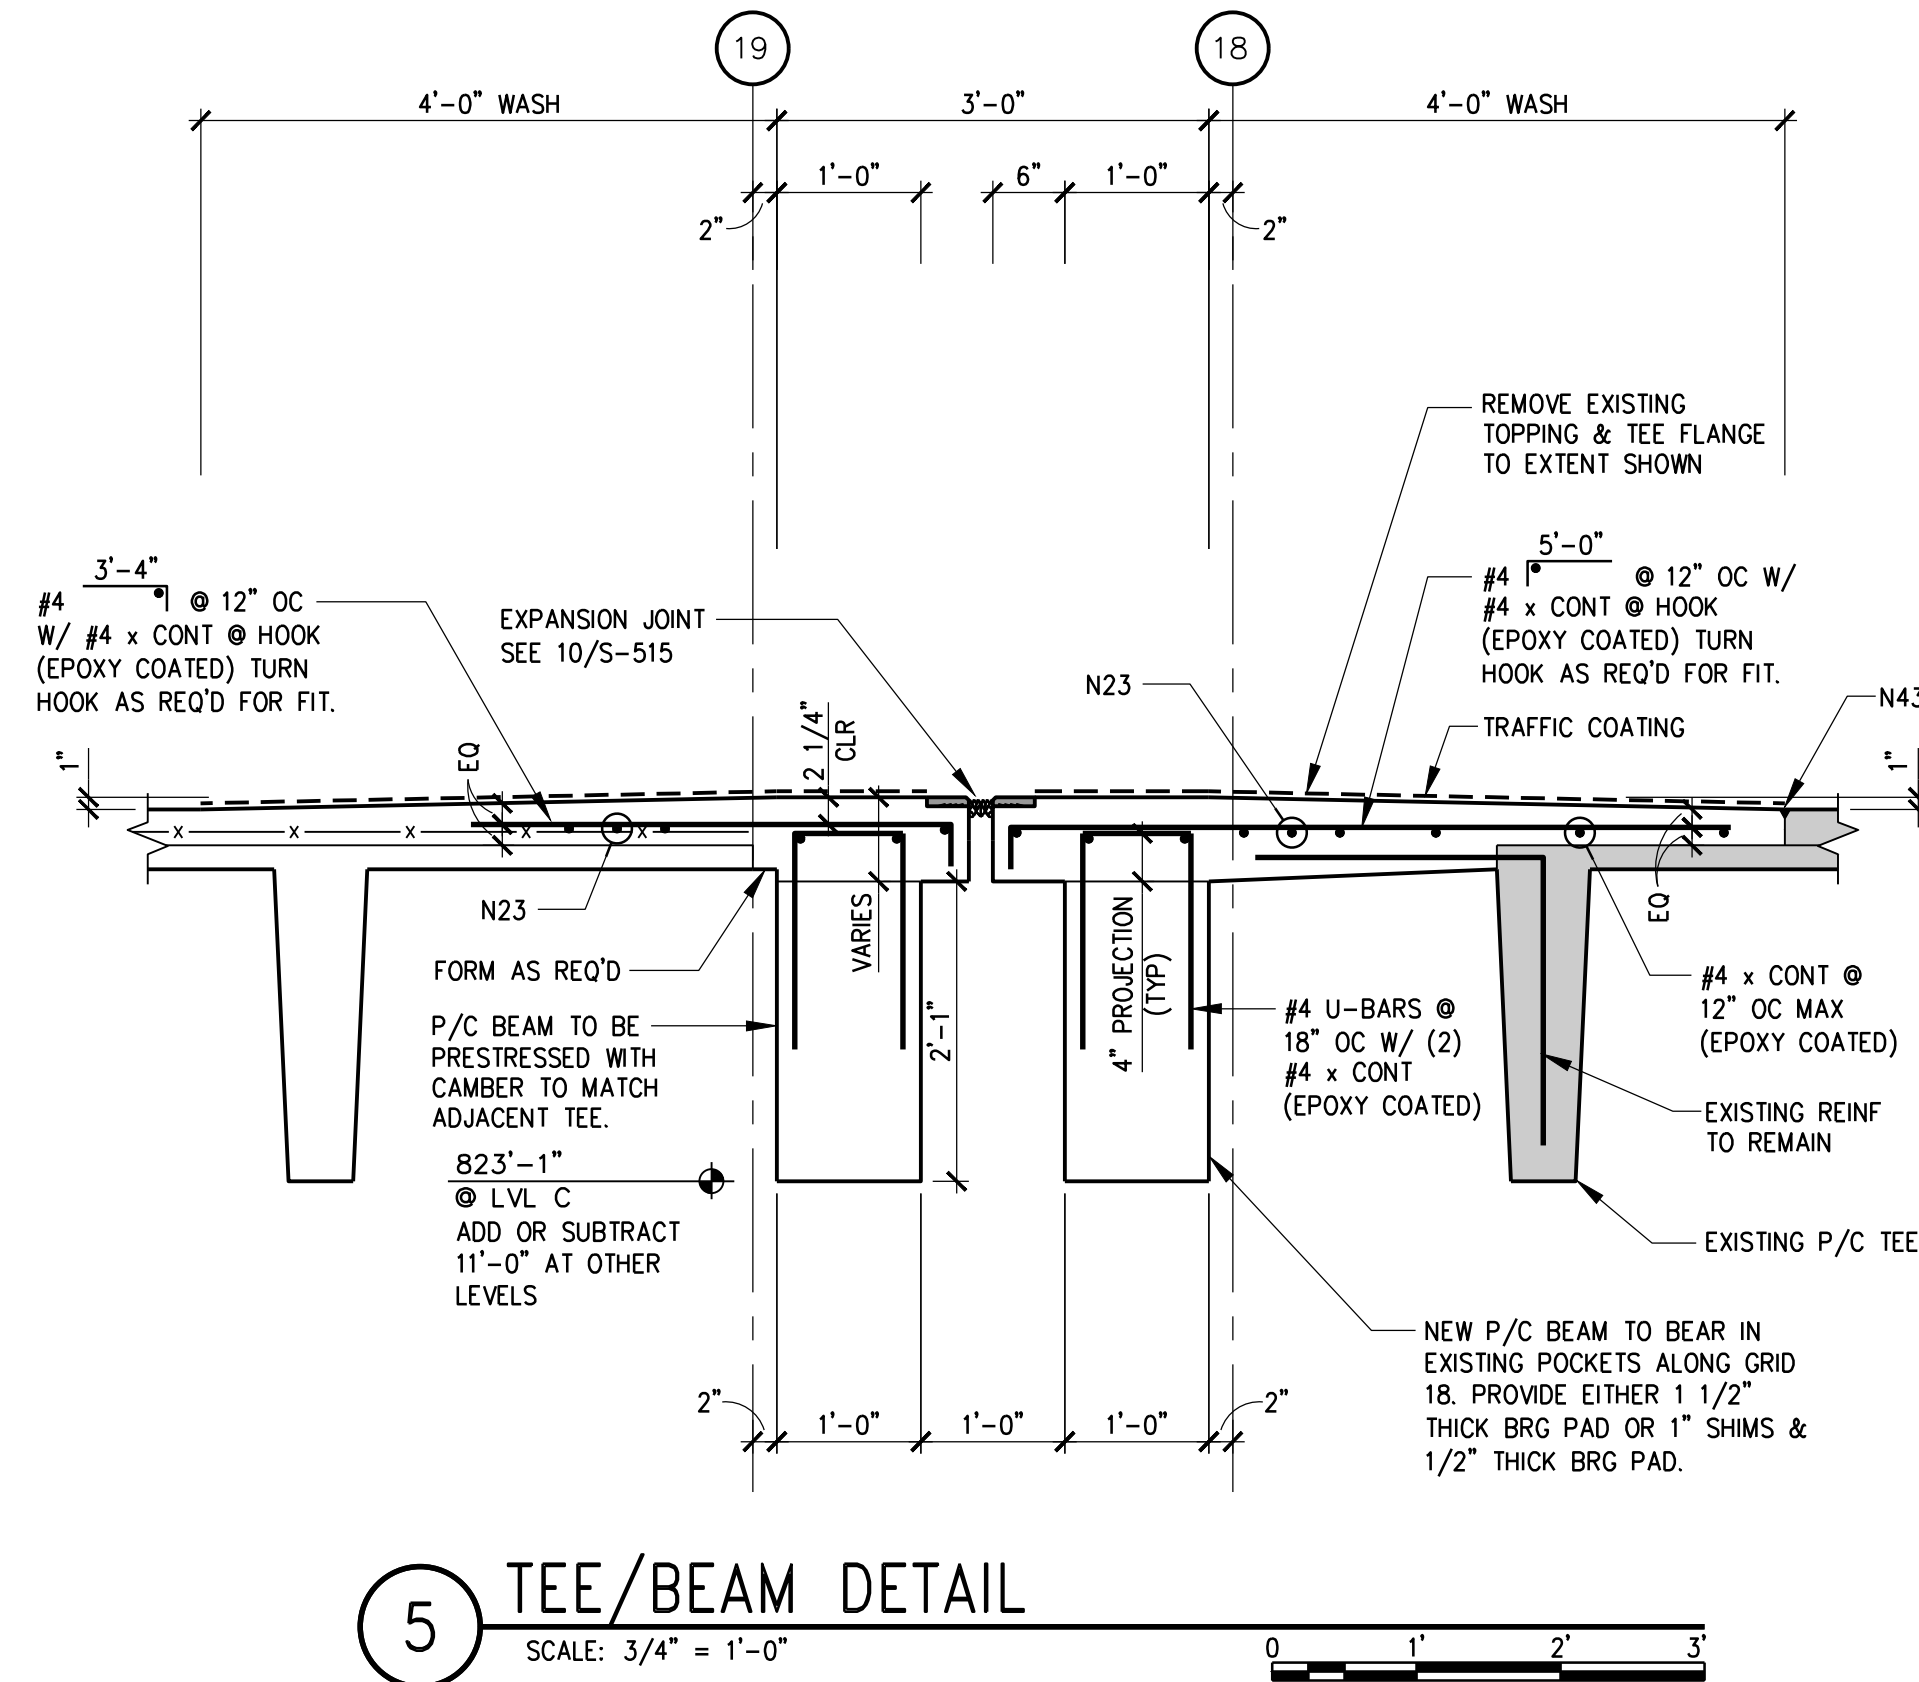 19
18
4'-0" WASH
3'-0"
4'-0" WASH
1'-0"
6"
1'-0"
2"
2"
REMOVE EXISTING
TOPPING & TEE FLANGE
TO EXTENT SHOWN
3'-4"
#4 @ 12" OC
W/ #4 x CONT @ HOOK
(EPOXY COATED) TURN
HOOK AS REQ'D FOR FIT.
EXPANSION JOINT
SEE 10/S-515
5'-0"
#4 @ 12" OC W/
#4 x CONT @ HOOK
(EPOXY COATED) TURN
HOOK AS REQ'D FOR FIT.
N23
N43
TRAFFIC COATING
1"
EQ
2 1/4"
CLR
1"
x x x x x
N23
VARIES
EQ
FORM AS REQ'D
4" PROJECTION
(TYP)
2'-1"
#4 x CONT @
12" OC MAX
(EPOXY COATED)
P/C BEAM TO BE
PRESTRESSED WITH
CAMBER TO MATCH
ADJACENT TEE.
#4 U-BARS @
18" OC W/ (2)
#4 x CONT
(EPOXY COATED)
EXISTING REINF
TO REMAIN
823'-1"
@ LVL C
ADD OR SUBTRACT
11'-0" AT OTHER
LEVELS
EXISTING P/C TEE
NEW P/C BEAM TO BEAR IN
EXISTING POCKETS ALONG GRID
18. PROVIDE EITHER 1 1/2"
THICK BRG PAD OR 1" SHIMS &
1/2" THICK BRG PAD.
2"
1'-0"
1'-0"
1'-0"
2"
5
TEE/BEAM DETAIL
SCALE: 3/4" = 1'-0"
0 1' 2' 3'